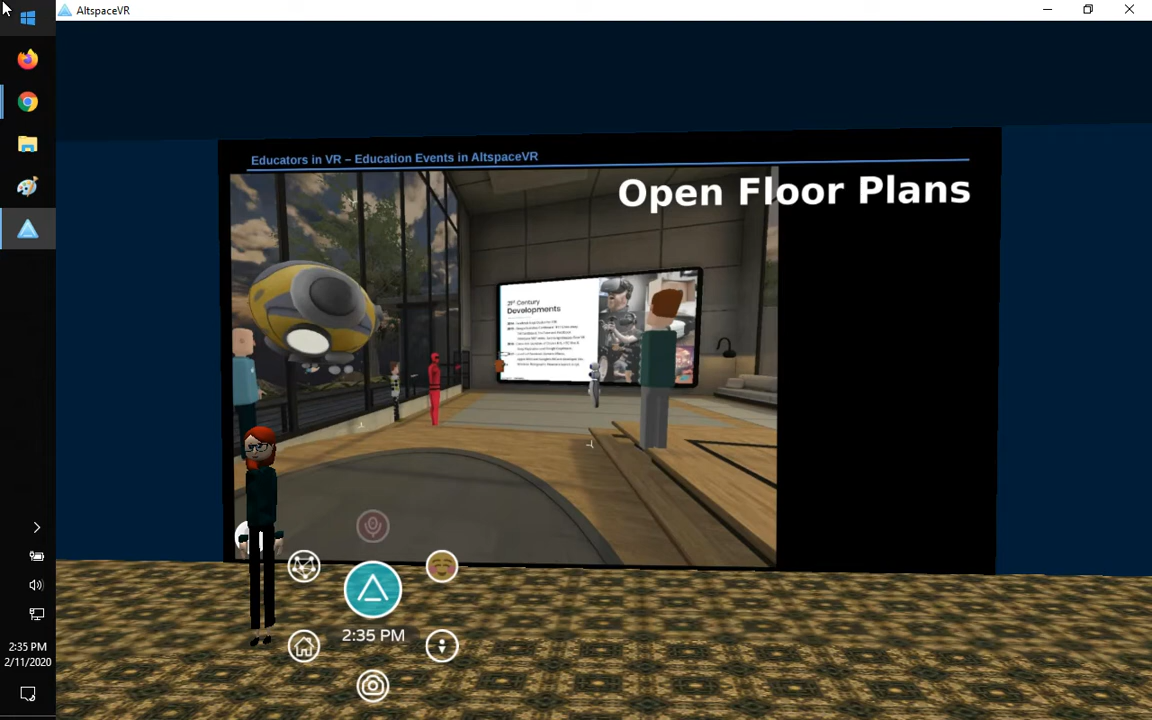 AltspaceVR
Educators in VR – Education Events in AltspaceVR
Open Floor Plans
21st Century
Developments
2:35 PM
2:35 PM
2/11/2020